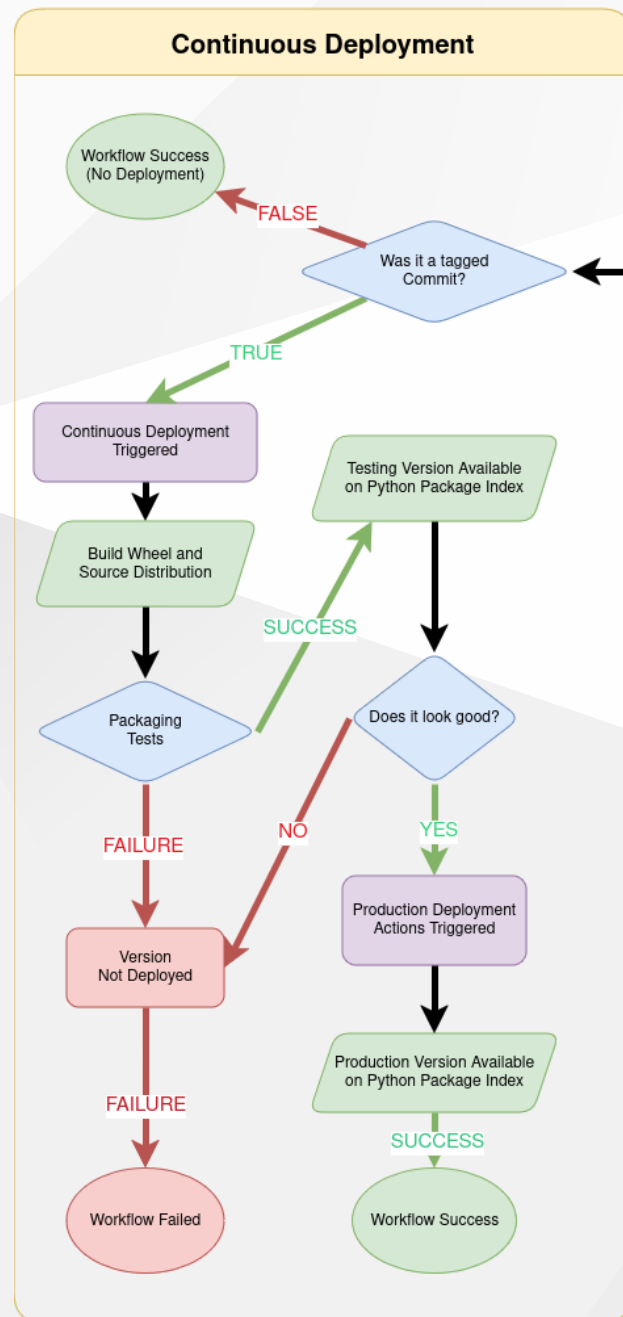 Continuous Deployment
Workflow Success
(No Deployment)
FALSE
Was it a tagged
Commit?
TRUE
Continuous Deployment
Triggered
Testing Version Available
on Python Package Index
Build Wheel and
Source Distribution
SUCCESS
Packaging
Tests
Does it look good?
FAILURE
NO
YES
Production Deployment
Actions Triggered
Version
Not Deployed
Production Version Available
on Python Package Index
FAILURE
SUCCESS
Workflow Failed
Workflow Success